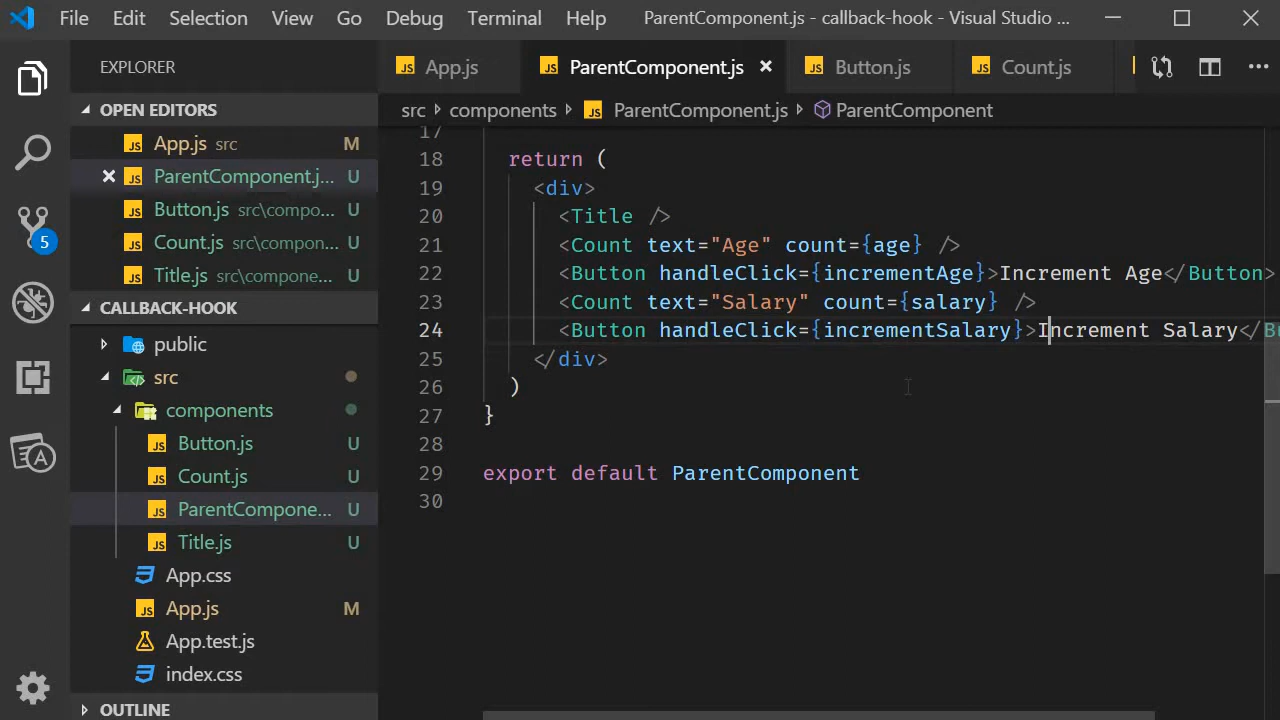 File Edit Selection View Go Debug Terminal Help ParentComponent.js - callback-hook - Visual Studio ...
EXPLORER
OPEN EDITORS
App.js src M
ParentComponent.j... U
Button.js src\compo... U
Count.js src\compon... U
Title.js src\compone... U
CALLBACK-HOOK
public
src
components
Button.js U
Count.js U
ParentCompone... U
Title.js U
App.css
App.js M
App.test.js
index.css
OUTLINE
5
App.js ParentComponent.js Button.js Count.js
src components ParentComponent.js ParentComponent
17
18 return (
19 <div>
20 <Title />
21 <Count text="Age" count={age} />
22 <Button handleClick={incrementAge}>Increment Age</Button>
23 <Count text="Salary" count={salary} />
24 <Button handleClick={incrementSalary}>Increment Salary</Bu
25 </div>
26 )
27 }
28
29 export default ParentComponent
30